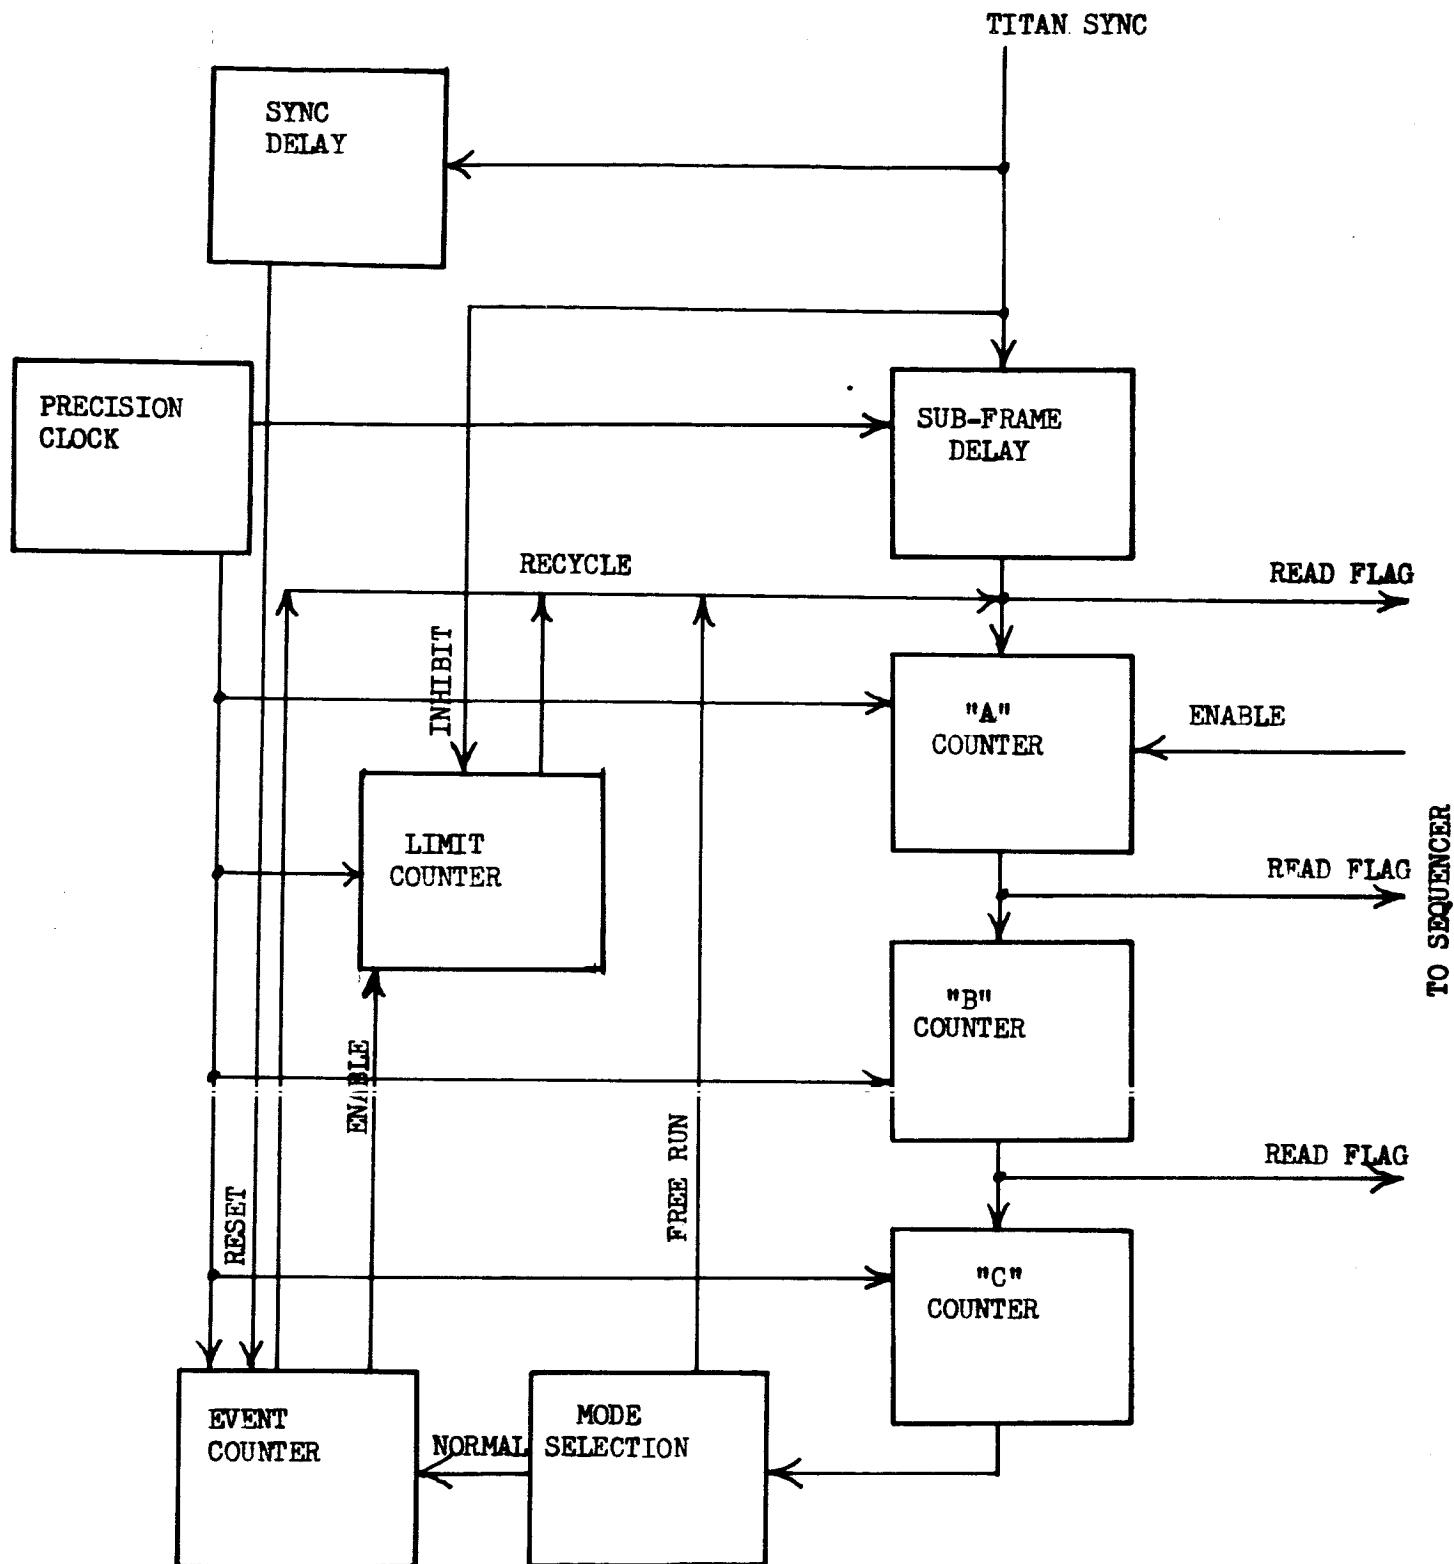 TITAN SYNC
SYNC
DELAY
PRECISION
CLOCK
SUB-FRAME
DELAY
RECYCLE
READ FLAG
INHIBIT
"A"
COUNTER
ENABLE
LIMIT
COUNTER
READ FLAG
TO SEQUENCER
"B"
COUNTER
ENABLE
FREE RUN
READ FLAG
RESET
"C"
COUNTER
EVENT
COUNTER
NORMAL
MODE
SELECTION